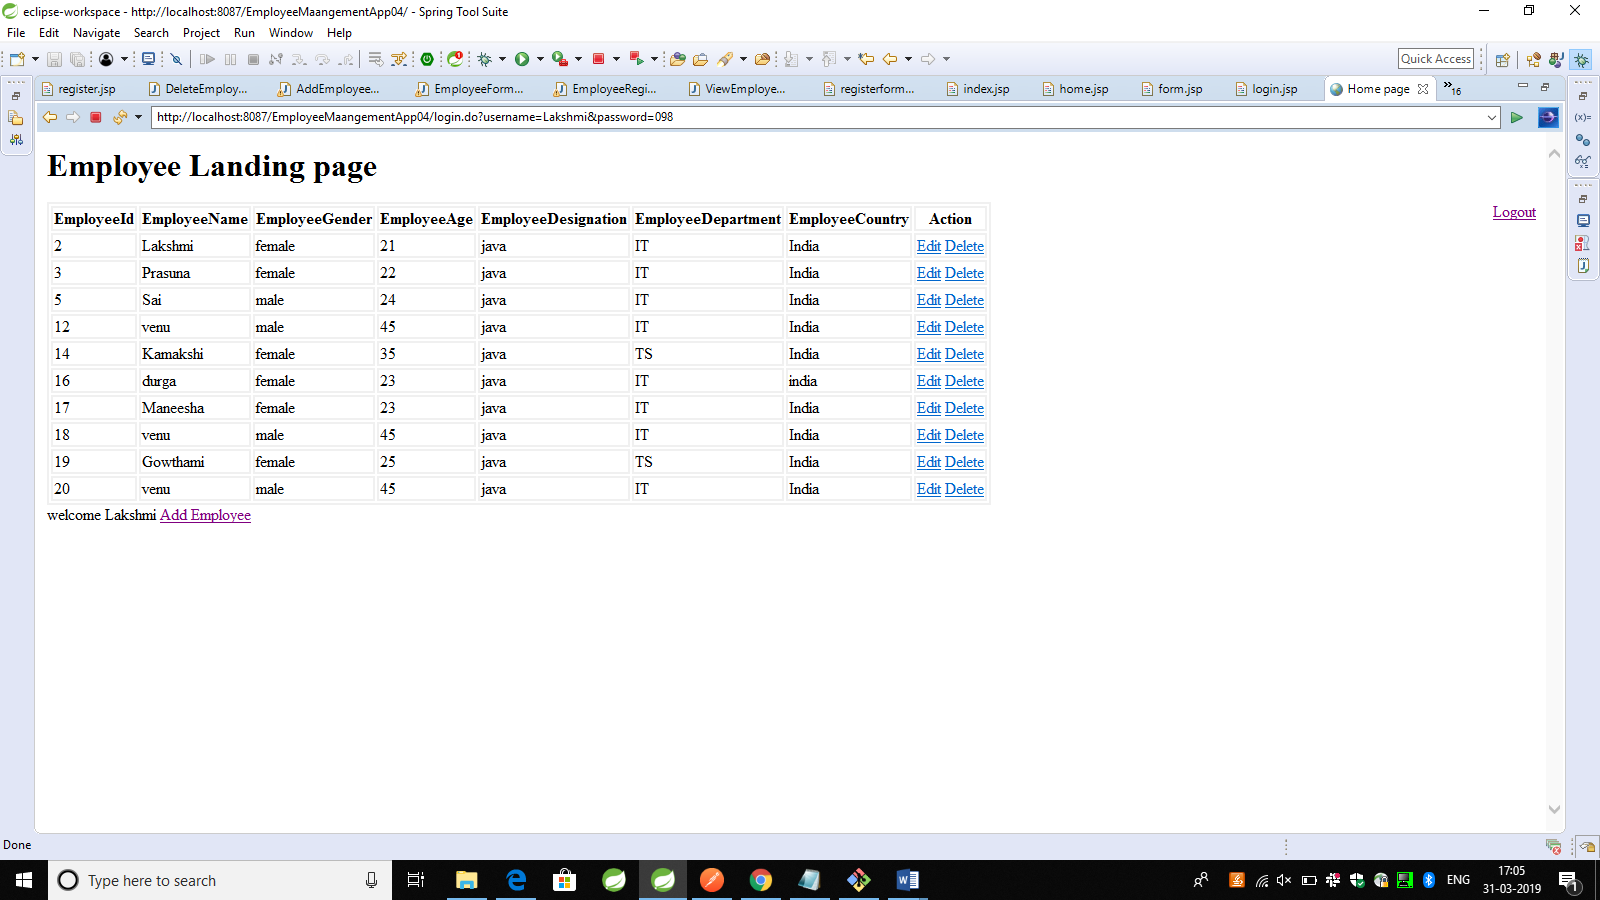 eclipse-workspace - http://localhost:8087/EmployeeMaangementApp04/ - Spring Tool Suite
File Edit Navigate Search Project Run Window Help
Quick Access
register.jsp DeleteEmploy... AddEmployee... EmployeeForm... EmployeeRegi... ViewEmploye... registerform... index.jsp home.jsp form.jsp login.jsp Home page »16
http://localhost:8087/EmployeeMaangementApp04/login.do?username=Lakshmi&password=098
Employee Landing page
Logout
EmployeeId EmployeeName EmployeeGender EmployeeAge EmployeeDesignation EmployeeDepartment EmployeeCountry Action
2 Lakshmi female 21 java IT India Edit Delete
3 Prasuna female 22 java IT India Edit Delete
5 Sai male 24 java IT India Edit Delete
12 venu male 45 java IT India Edit Delete
14 Kamakshi female 35 java TS India Edit Delete
16 durga female 23 java IT india Edit Delete
17 Maneesha female 23 java IT India Edit Delete
18 venu male 45 java IT India Edit Delete
19 Gowthami female 25 java TS India Edit Delete
20 venu male 45 java IT India Edit Delete
welcome Lakshmi Add Employee
Done
Type here to search
ENG
17:05
31-03-2019
1